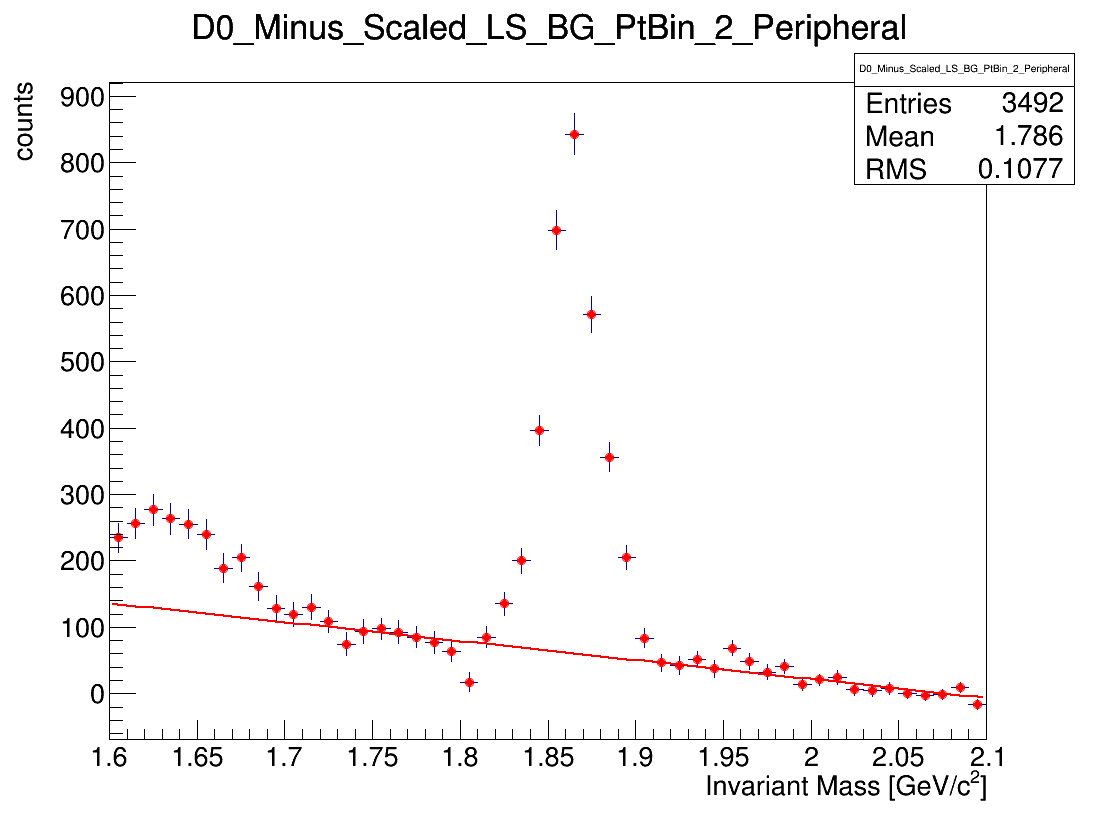 D0_Minus_Scaled_LS_BG_PtBin_2_Peripheral
D0_Minus_Scaled_LS_BG_PtBin_2_Peripheral
Entries 3492
Mean 1.786
RMS 0.1077
counts
900
800
700
600
500
400
300
200
100
0
1.6 1.65 1.7 1.75 1.8 1.85 1.9 1.95 2 2.05 2.1
Invariant Mass [GeV/c²]